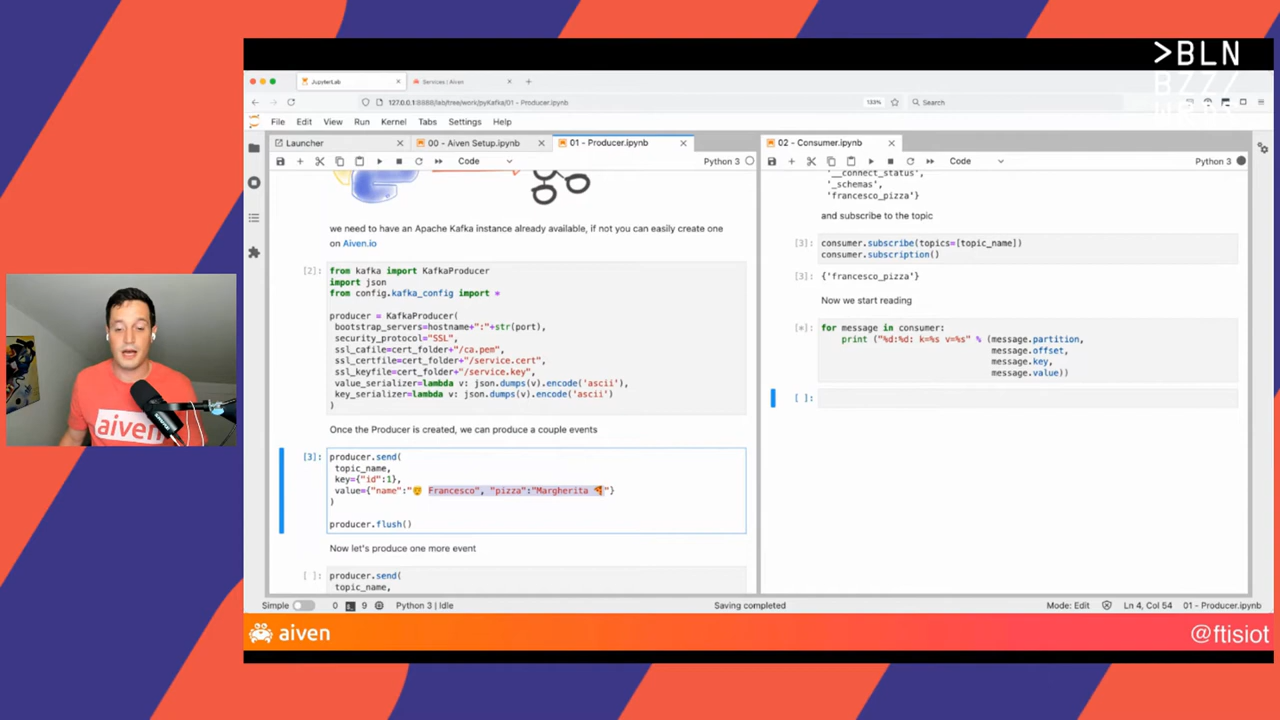 >BLN
BZZZ
WRDS
JupyterLab
Services | Aiven
127.0.0.1:8888/lab/tree/work/pyKafka/01 - Producer.ipynb
133%
Search
File Edit View Run Kernel Tabs Settings Help
Launcher
00 - Aiven Setup.ipynb
01 - Producer.ipynb
Code
Python 3
we need to have an Apache Kafka instance already available, if not you can easily create one
on Aiven.io
[2]:
from kafka import KafkaProducer
import json
from config.kafka_config import *
producer = KafkaProducer(
bootstrap_servers=hostname+":"+str(port),
security_protocol="SSL",
ssl_cafile=cert_folder+"/ca.pem",
ssl_certfile=cert_folder+"/service.cert",
ssl_keyfile=cert_folder+"/service.key",
value_serializer=lambda v: json.dumps(v).encode('ascii'),
key_serializer=lambda v: json.dumps(v).encode('ascii')
)
Once the Producer is created, we can produce a couple events
[3]:
producer.send(
topic_name,
key={"id":1},
value={"name":"👨 Francesco", "pizza":"Margherita 🍕"}
)
producer.flush()
Now let's produce one more event
[ ]:
producer.send(
topic_name,
02 - Consumer.ipynb
Code
Python 3
'__connect_status',
'_schemas',
'francesco_pizza'}
and subscribe to the topic
[3]:
consumer.subscribe(topics=[topic_name])
consumer.subscription()
[3]:
{'francesco_pizza'}
Now we start reading
[*]:
for message in consumer:
print ("%d:%d: k=%s v=%s" % (message.partition,
message.offset,
message.key,
message.value))
[ ]:
Simple
0
9
Python 3 | Idle
Saving completed
Mode: Edit
Ln 4, Col 54
01 - Producer.ipynb
aiven
aiven
@ftisiot